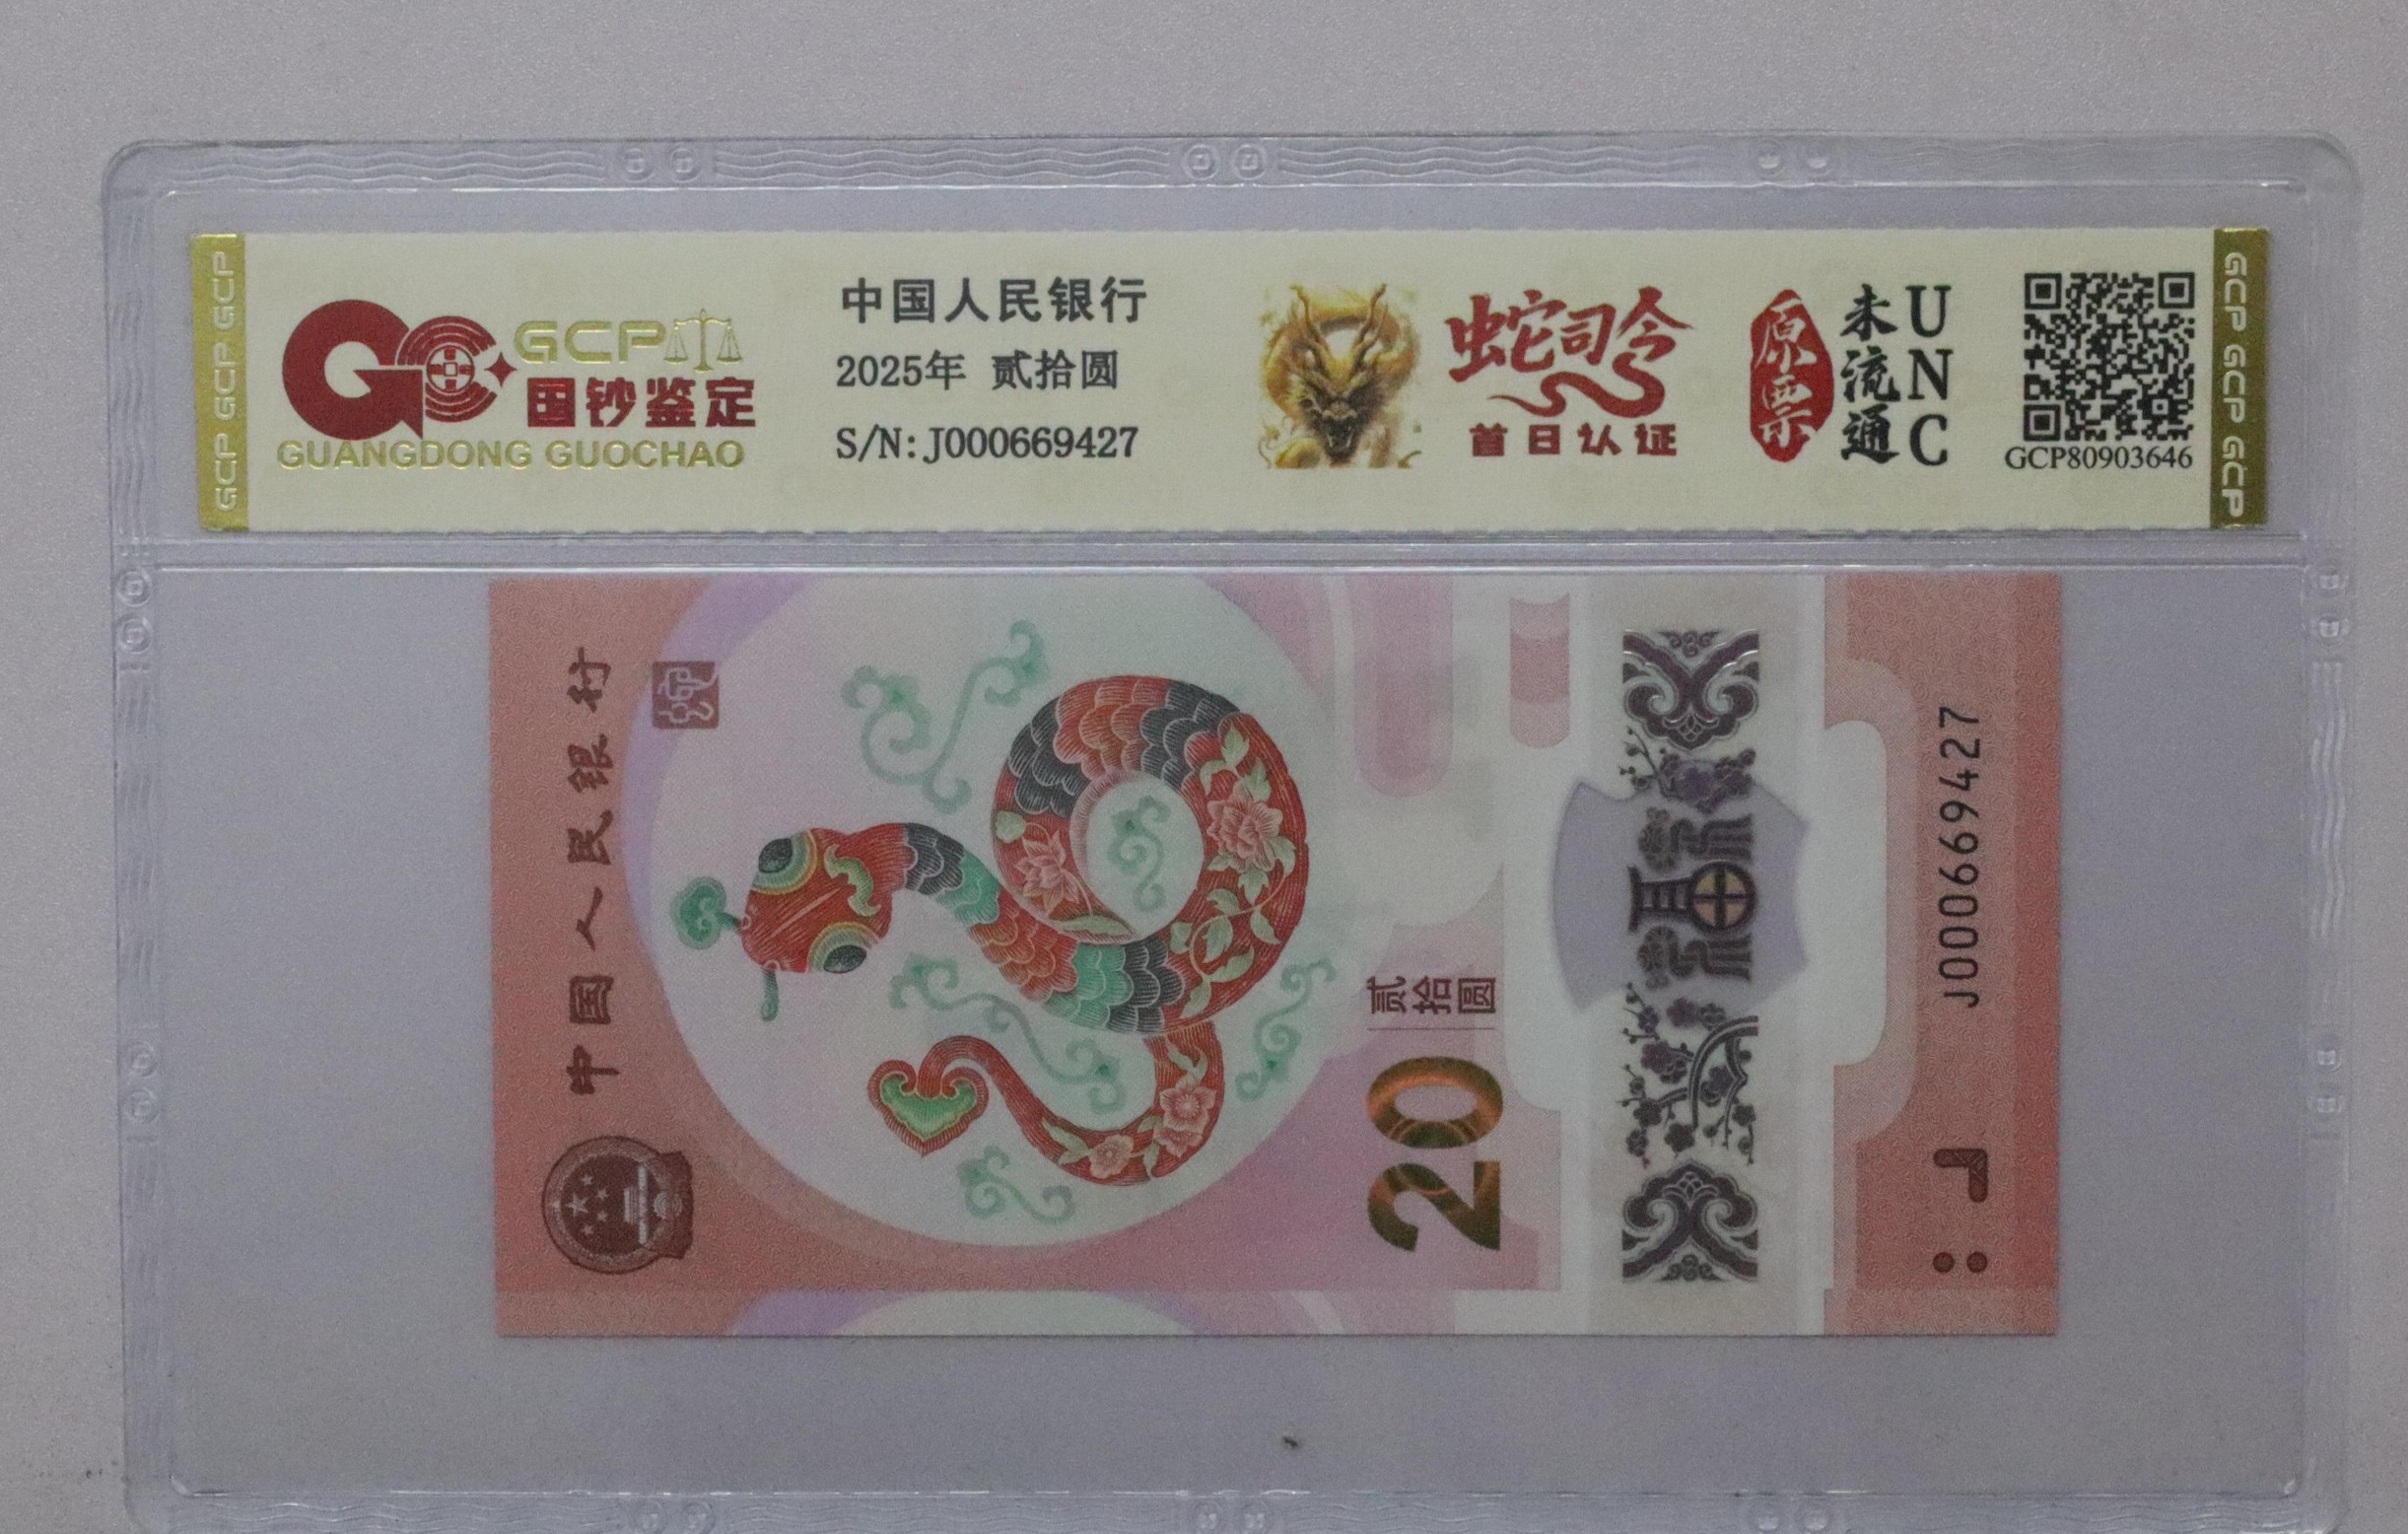 GCP GCP GCP
GCP
国钞鉴定
GUANGDONG GUOCHAO
中国人民银行
2025年 贰拾圆
S/N:J000669427
蛇司令
首日认证
原票
未流通
UNC
GCP80903646
GCP GCP GCP
中国人民银行
蛇
20
贰拾圆
福
J000669427